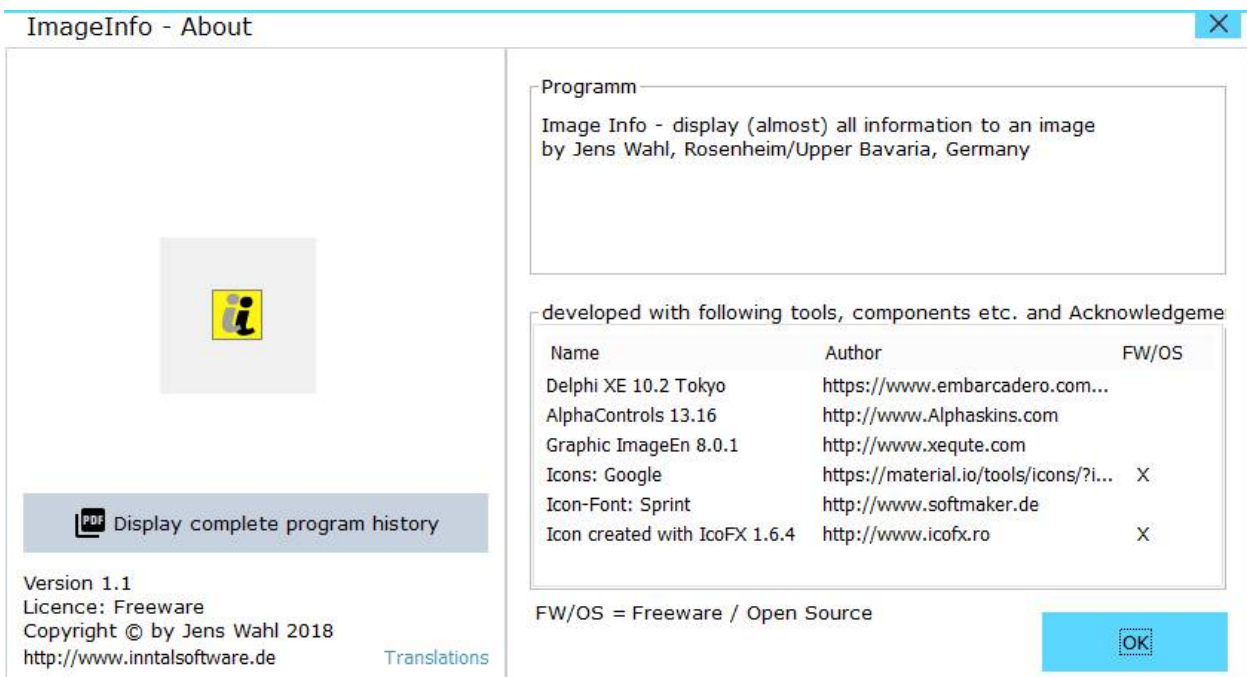 ImageInfo - About
PDF Display complete program history
Version 1.1
Licence: Freeware
Copyright © by Jens Wahl 2018
http://www.inntalsoftware.de Translations
Programm
Image Info - display (almost) all information to an image
by Jens Wahl, Rosenheim/Upper Bavaria, Germany
developed with following tools, components etc. and Acknowledgeme
Name Author FW/OS
Delphi XE 10.2 Tokyo https://www.embarcadero.com...
AlphaControls 13.16 http://www.Alphaskins.com
Graphic ImageEn 8.0.1 http://www.xequte.com
Icons: Google https://material.io/tools/icons/?i... X
Icon-Font: Sprint http://www.softmaker.de
Icon created with IcoFX 1.6.4 http://www.icofx.ro X
FW/OS = Freeware / Open Source
OK